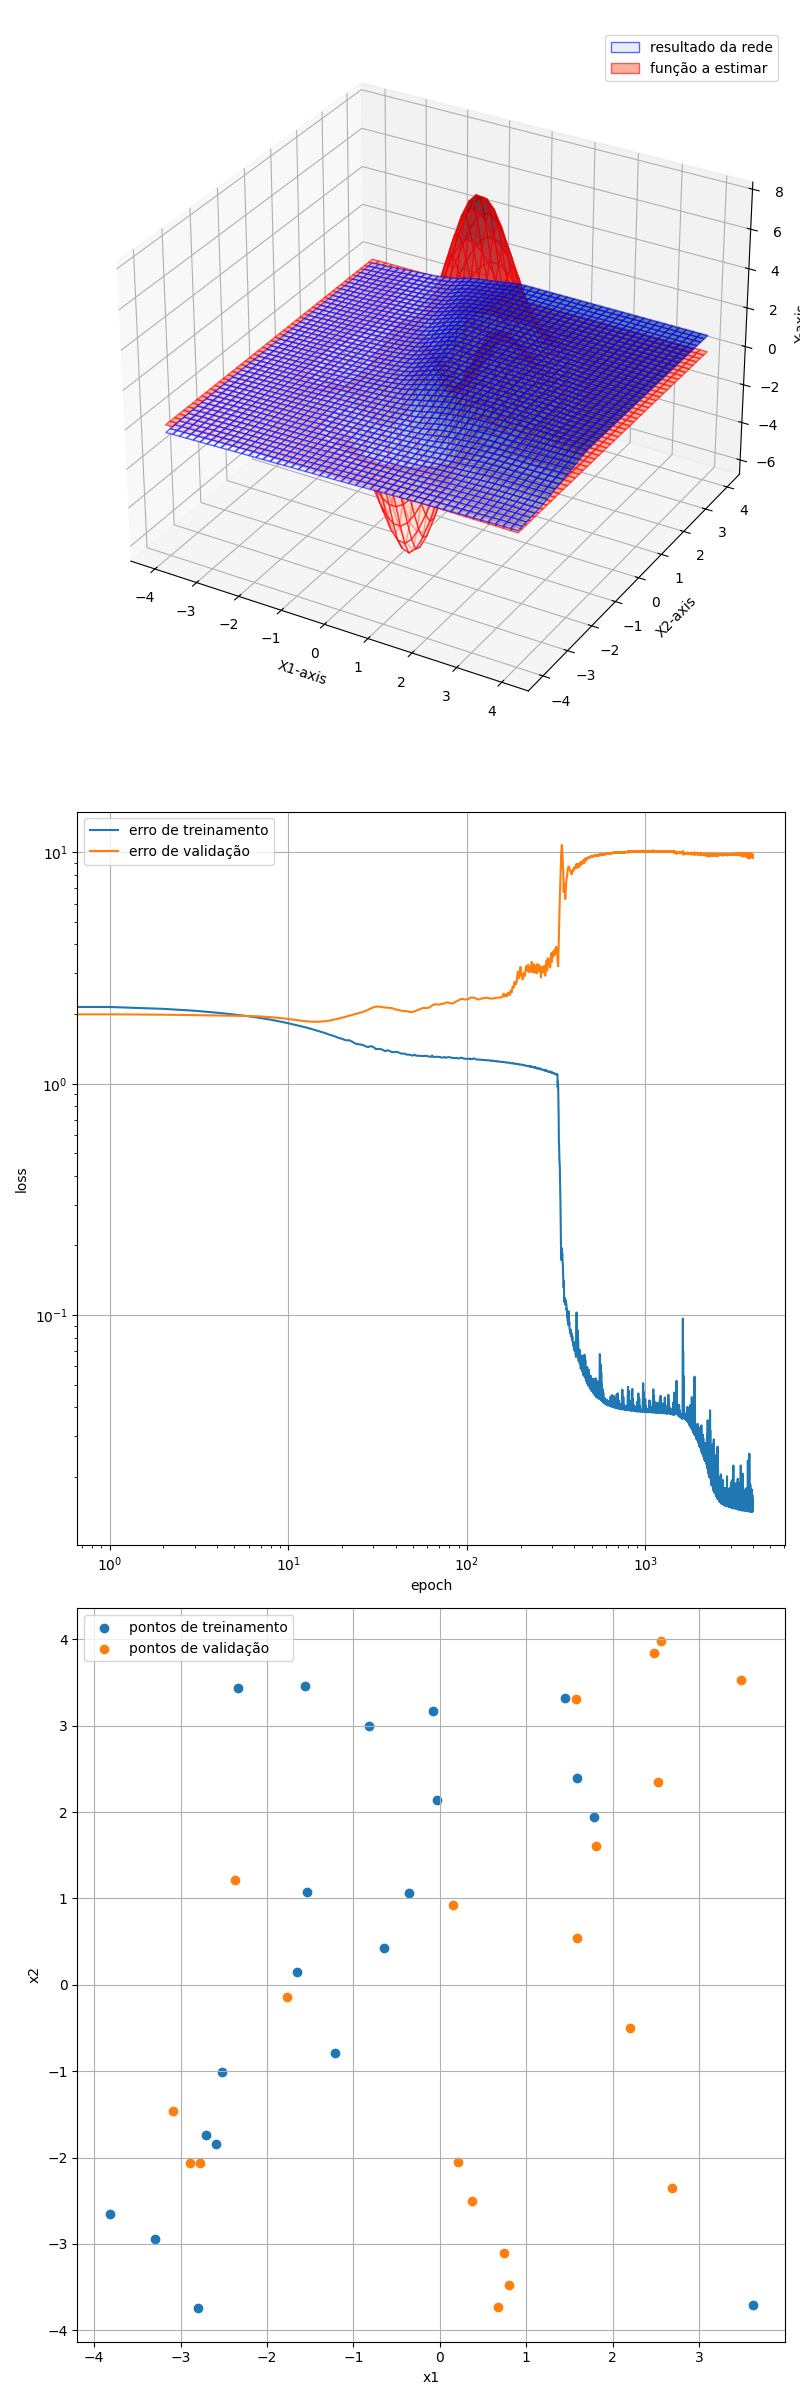 resultado da rede
função a estimar
8
6
4
2
0
−2
−4
−6
−4
−3
−2
−1
0
1
2
3
4
X1-axis
−4
−3
−2
−1
0
1
2
3
4
X2-axis
erro de treinamento
erro de validação
10¹
10⁰
10⁻¹
loss
10⁰ 10¹ 10² 10³
epoch
pontos de treinamento
pontos de validação
4
3
2
1
0
−1
−2
−3
−4
x2
−4 −3 −2 −1 0 1 2 3
x1